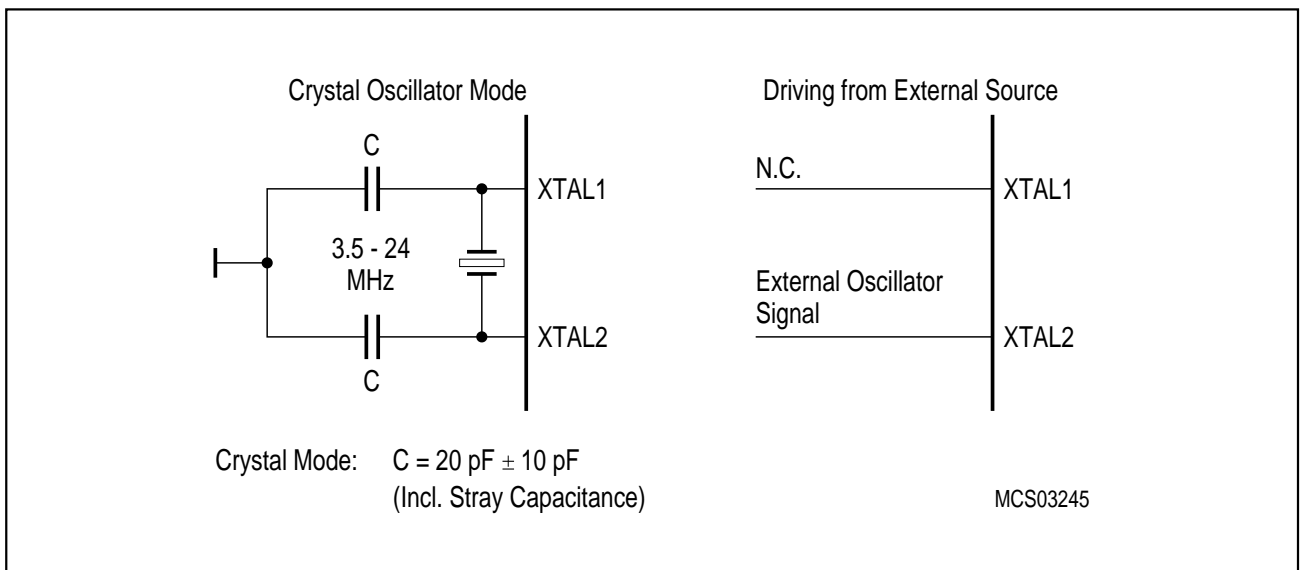 Crystal Oscillator Mode
C
XTAL1
3.5 - 24
MHz
XTAL2
C
Crystal Mode: C = 20 pF ± 10 pF
(Incl. Stray Capacitance)
Driving from External Source
N.C.
XTAL1
External Oscillator
Signal
XTAL2
MCS03245